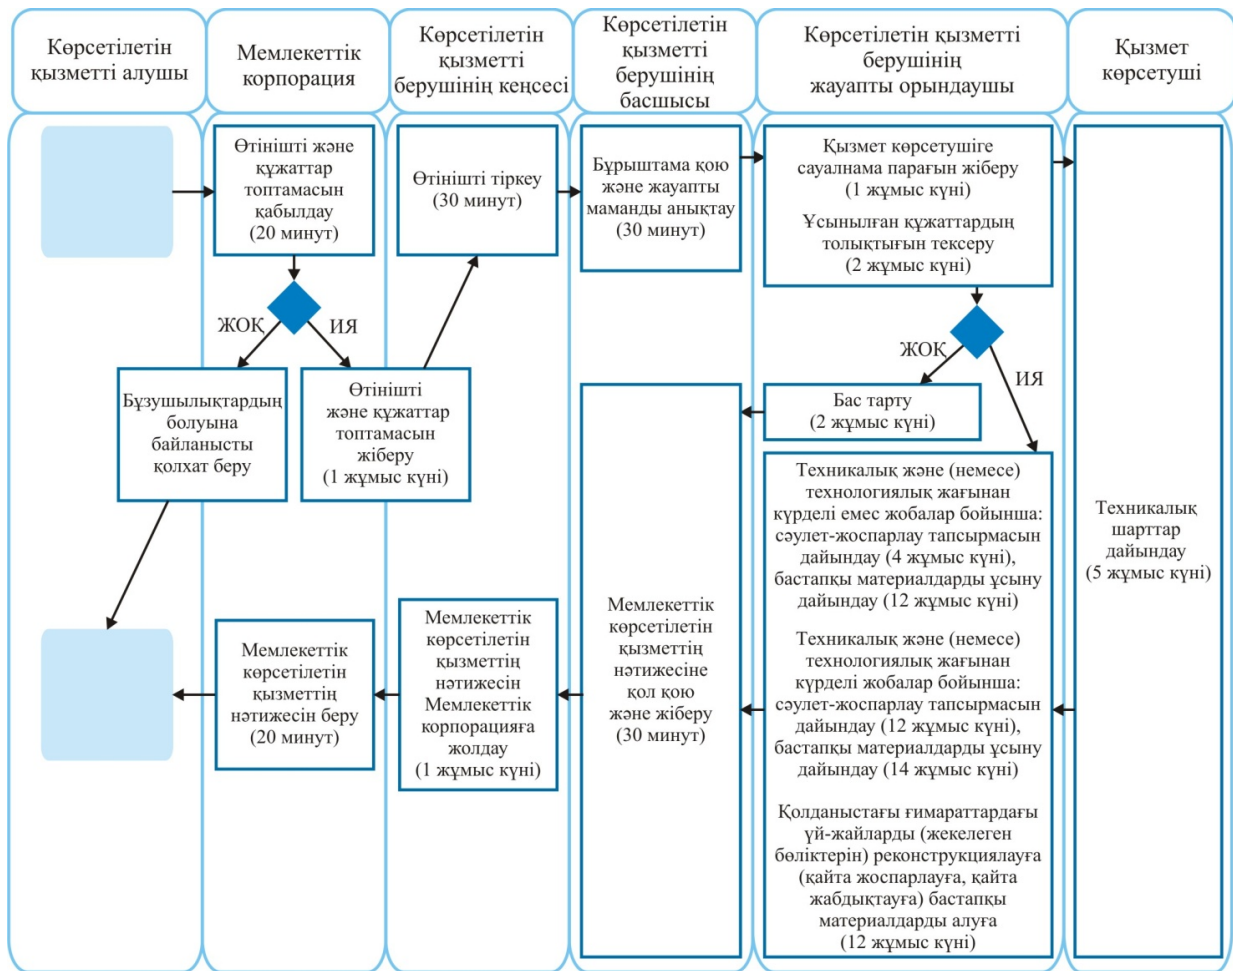 Көрсетілетін
қызметті алушы
Мемлекеттік
корпорация
Көрсетілетін
қызметті
берушінің кеңсесі
Көрсетілетін
қызметті
берушінің
басшысы
Көрсетілетін қызметті
берушінің
жауапты орындаушы
Қызмет
көрсетуші
Өтінішті және
құжаттар
топтамасын
қабылдау
(20 минут)
Өтінішті тіркеу
(30 минут)
Бұрыштама қою
және жауапты
маманды анықтау
(30 минут)
Қызмет көрсетушіге
сауалнама парағын жіберу
(1 жұмыс күні)
Ұсынылған құжаттардың
толықтығын тексеру
(2 жұмыс күні)
ЖОҚ
ИЯ
ЖОҚ
ИЯ
Бұзушылықтардың
болуына
байланысты
қолхат беру
Өтінішті
және құжаттар
топтамасын
жіберу
(1 жұмыс күні)
Бас тарту
(2 жұмыс күні)
Техникалық және (немесе)
технологиялық жағынан
күрделі емес жобалар бойынша:
сәулет-жоспарлау тапсырмасын
дайындау (4 жұмыс күні),
бастапқы материалдарды ұсыну
дайындау (12 жұмыс күні)
Техникалық және (немесе)
технологиялық жағынан
күрделі жобалар бойынша:
сәулет-жоспарлау тапсырмасын
дайындау (12 жұмыс күні),
бастапқы материалдарды ұсыну
дайындау (14 жұмыс күні)
Қолданыстағы ғимараттардағы
үй-жайларды (жекелеген
бөліктерін) реконструкциялауға
(қайта жоспарлауға, қайта
жабдықтауға) бастапқы
материалдарды алуға
(12 жұмыс күні)
Техникалық
шарттар
дайындау
(5 жұмыс күні)
Мемлекеттік
көрсетілетін
қызметтің
нәтижесіне
қол қою
және жіберу
(30 минут)
Мемлекеттік
көрсетілетін
қызметтің
нәтижесін
Мемлекеттік
корпорацияға
жолдау
(1 жұмыс күні)
Мемлекеттік
көрсетілетін
қызметтің
нәтижесін беру
(20 минут)